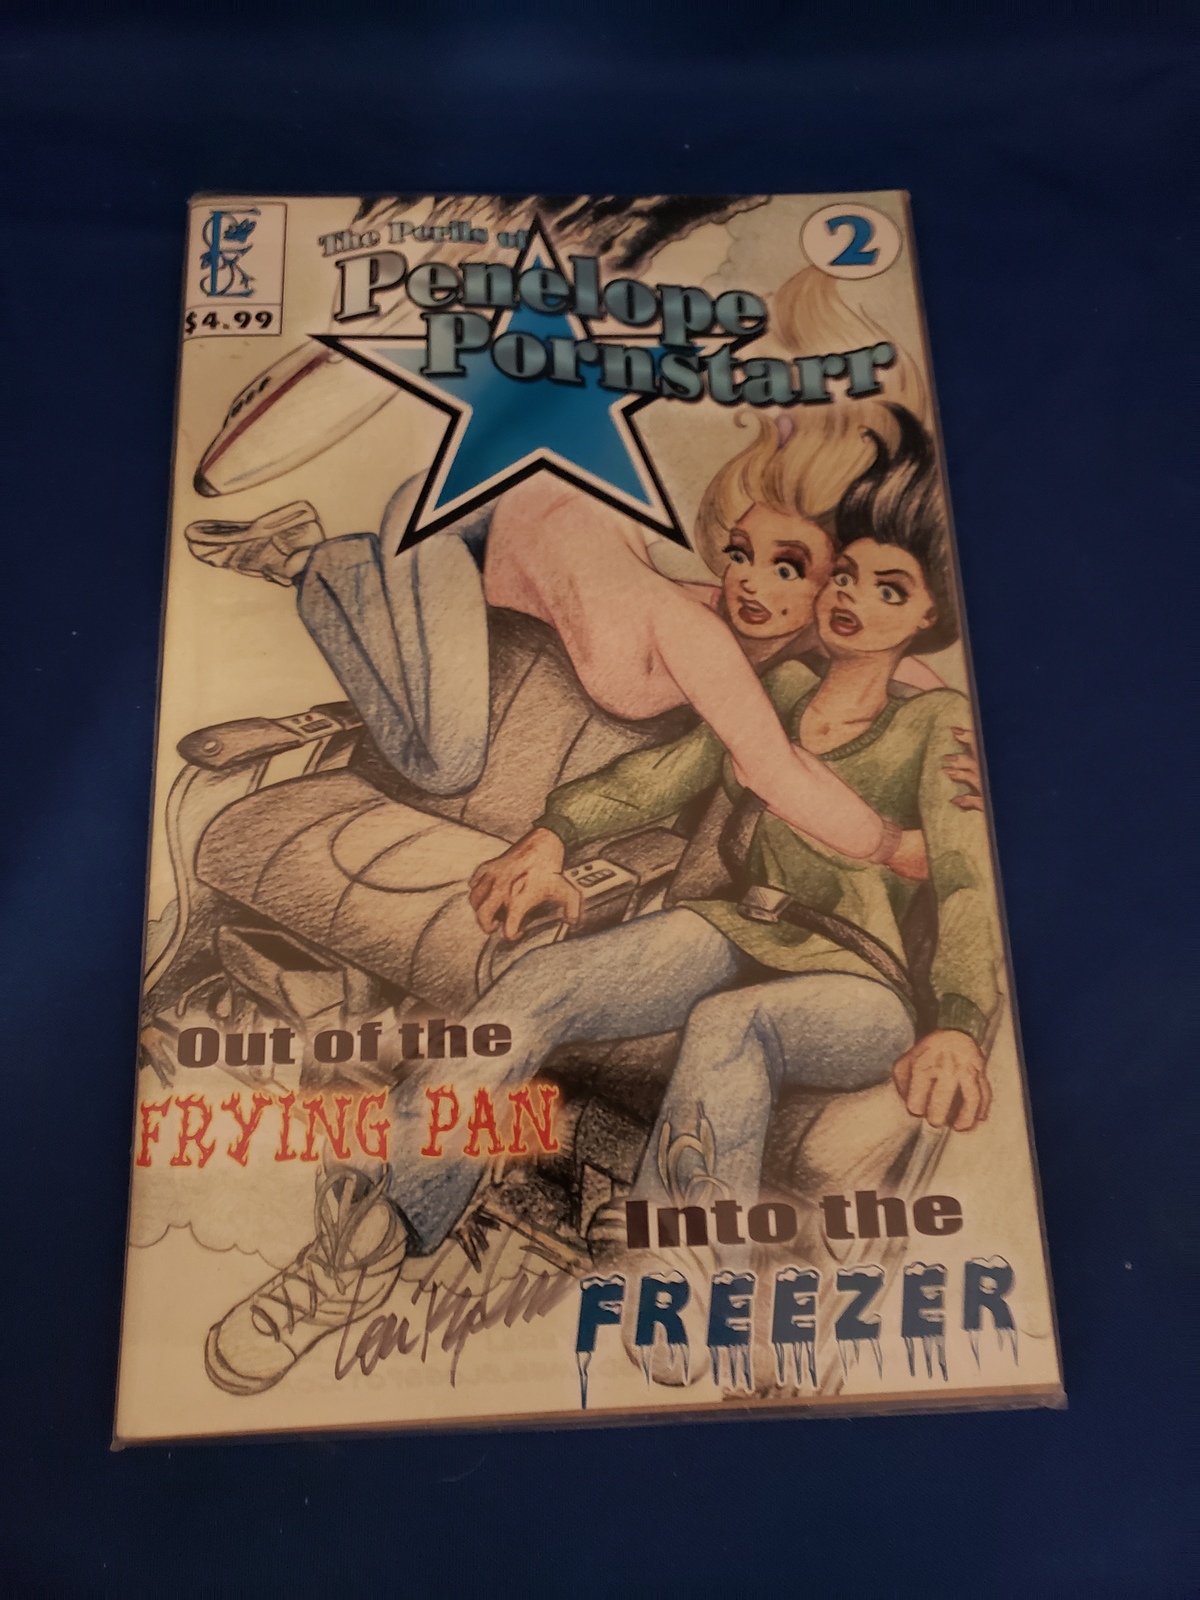 $4.99
2
The Perils of
Penelope
Pornstarr
Out of the
FRYING PAN
Into the
FREEZER